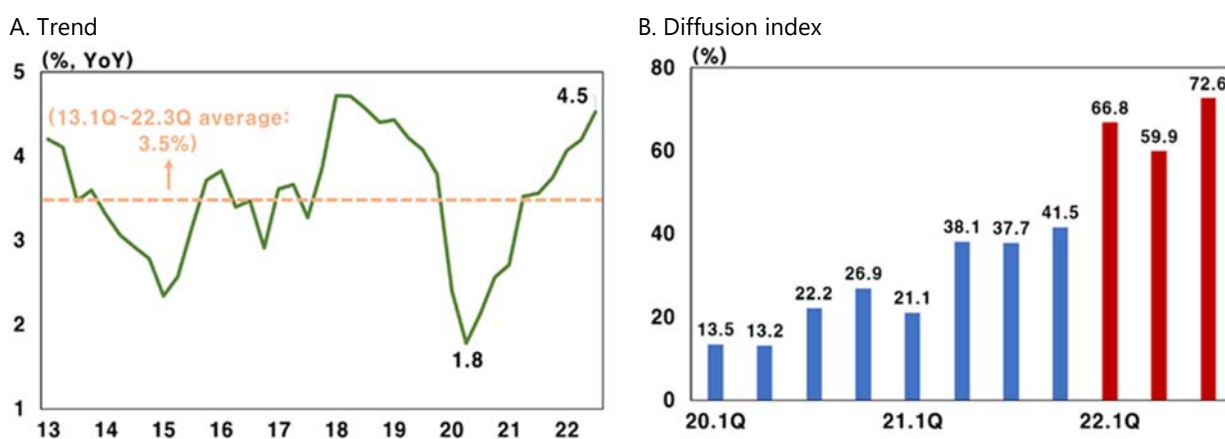 A. Trend
(%, YoY)
5
4
3
2
1
(13.1Q~22.3Q average:
3.5%)
4.5
1.8
13 14 15 16 17 18 19 20 21 22
B. Diffusion index
(%)
80
60
40
20
0
13.5 13.2 22.2 26.9 21.1 38.1 37.7 41.5 66.8 59.9 72.6
20.1Q 21.1Q 22.1Q